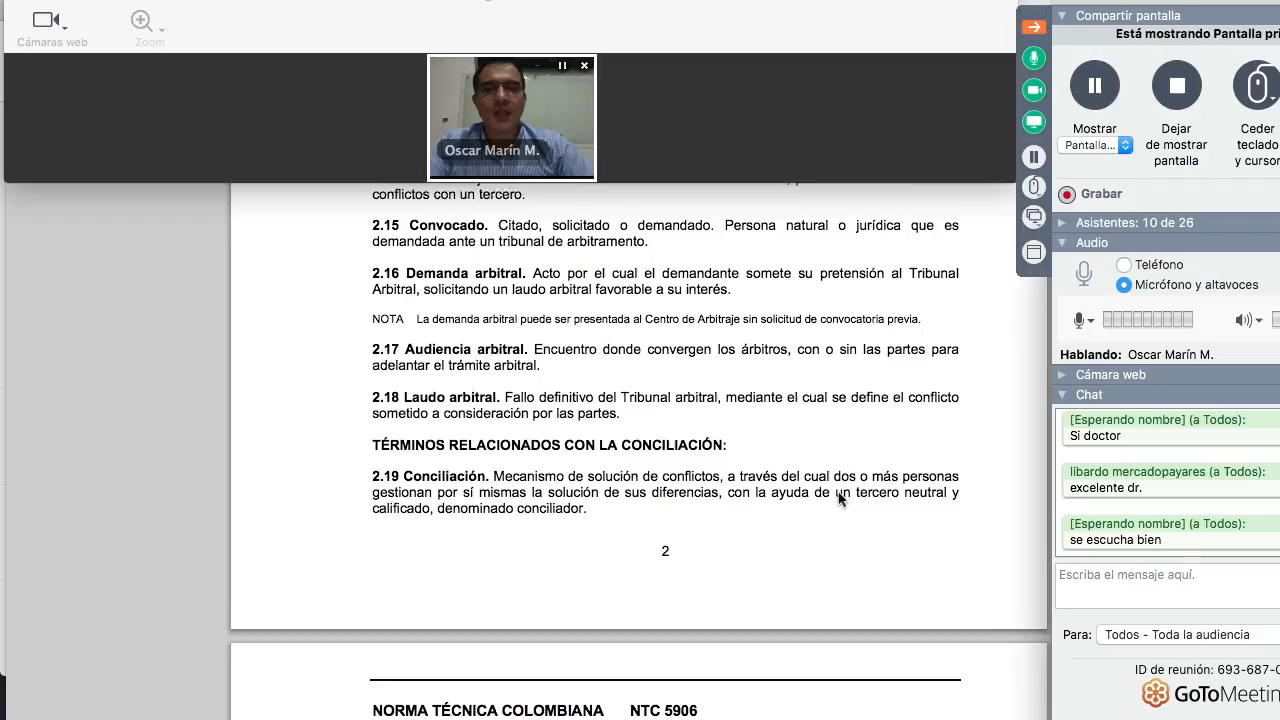 Cámaras web
Zoom
Oscar Marín M.
conflictos con un tercero.
2.15 Convocado. Citado, solicitado o demandado. Persona natural o jurídica que es
demandada ante un tribunal de arbitramento.
2.16 Demanda arbitral. Acto por el cual el demandante somete su pretensión al Tribunal
Arbitral, solicitando un laudo arbitral favorable a su interés.
NOTA La demanda arbitral puede ser presentada al Centro de Arbitraje sin solicitud de convocatoria previa.
2.17 Audiencia arbitral. Encuentro donde convergen los árbitros, con o sin las partes para
adelantar el trámite arbitral.
2.18 Laudo arbitral. Fallo definitivo del Tribunal arbitral, mediante el cual se define el conflicto
sometido a consideración por las partes.
TÉRMINOS RELACIONADOS CON LA CONCILIACIÓN:
2.19 Conciliación. Mecanismo de solución de conflictos, a través del cual dos o más personas
gestionan por sí mismas la solución de sus diferencias, con la ayuda de un tercero neutral y
calificado, denominado conciliador.
2
NORMA TÉCNICA COLOMBIANA NTC 5906
Compartir pantalla
Está mostrando Pantalla pri
Mostrar
Pantalla...
Dejar
de mostrar
pantalla
Ceder
teclado
y cursor
Grabar
Asistentes: 10 de 26
Audio
Teléfono
Micrófono y altavoces
Hablando: Oscar Marín M.
Cámara web
Chat
[Esperando nombre] (a Todos):
Si doctor
libardo mercadopayares (a Todos):
excelente dr.
[Esperando nombre] (a Todos):
se escucha bien
Escriba el mensaje aquí.
Para: Todos - Toda la audiencia
ID de reunión: 693-687-
GoToMeetin